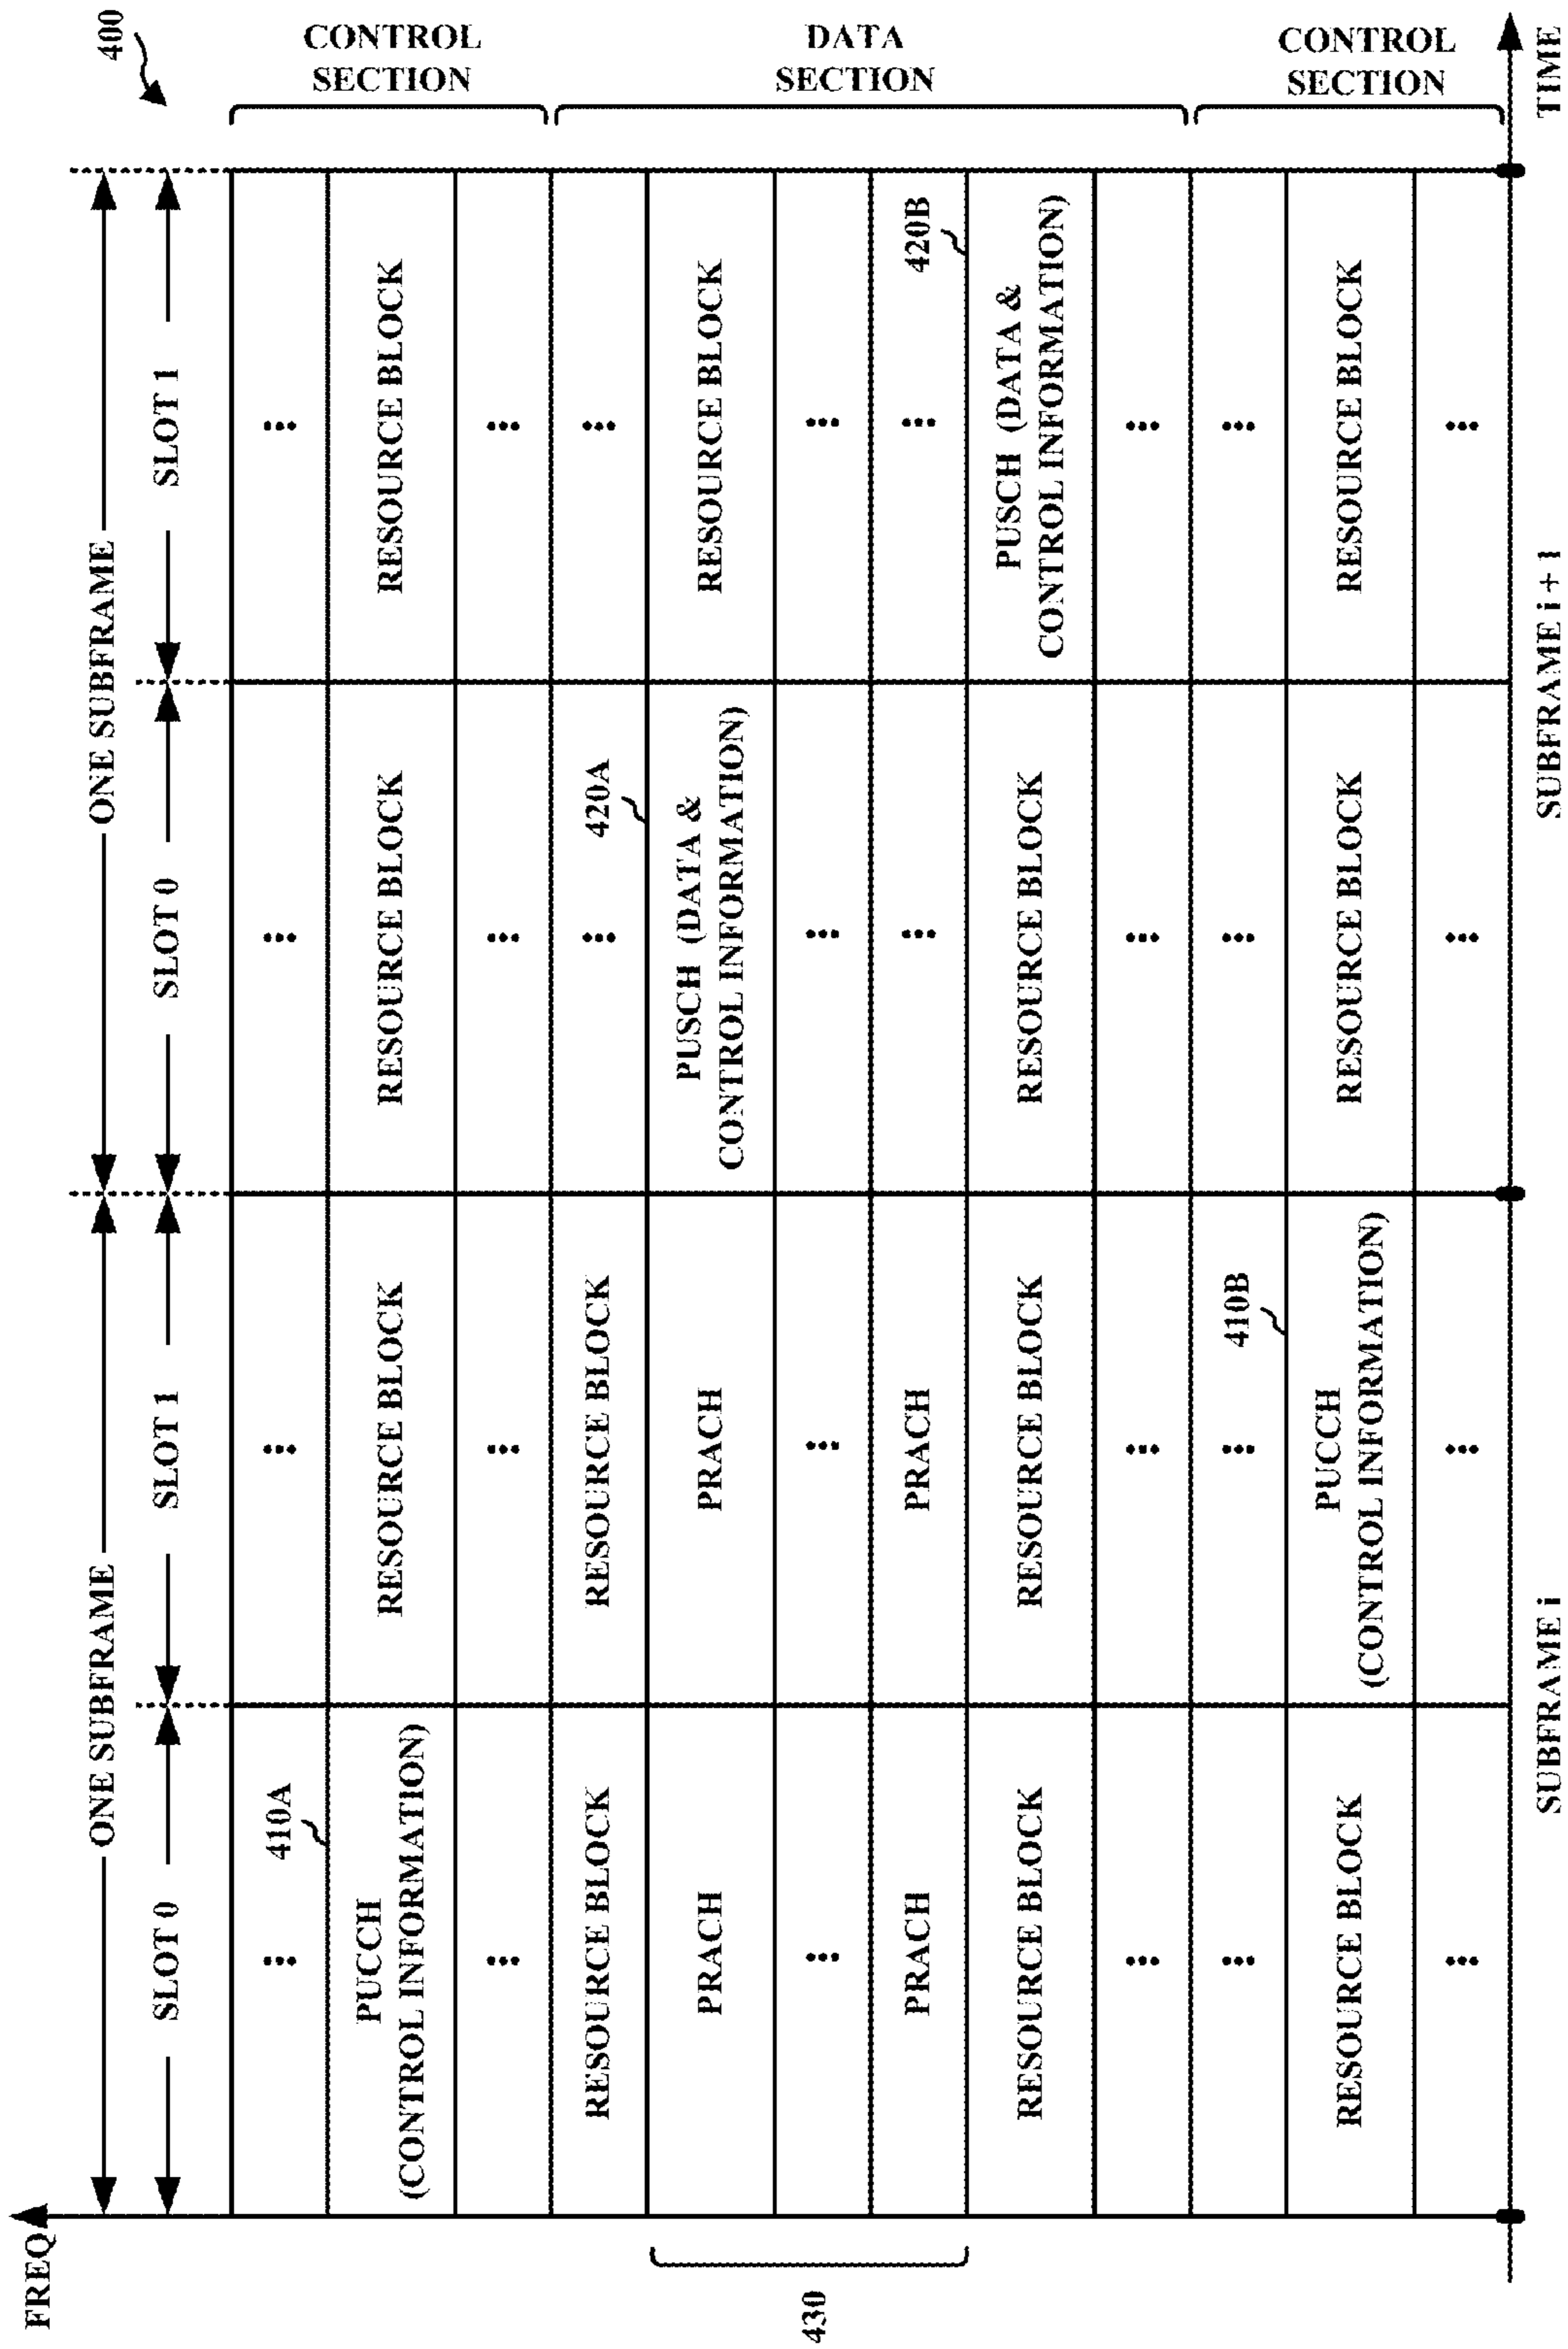 400
FREQ
ONE SUBFRAME
ONE SUBFRAME
SLOT 0
SLOT 1
SLOT 0
SLOT 1
CONTROL
SECTION
...
...
...
...
410A
PUCCH
(CONTROL INFORMATION)
RESOURCE BLOCK
RESOURCE BLOCK
RESOURCE BLOCK
...
...
...
...
DATA
SECTION
RESOURCE BLOCK
RESOURCE BLOCK
...
420A
...
430
PRACH
PRACH
PUSCH (DATA &
CONTROL INFORMATION)
RESOURCE BLOCK
...
...
...
...
PRACH
PRACH
...
...
420B
RESOURCE BLOCK
RESOURCE BLOCK
RESOURCE BLOCK
PUSCH (DATA &
CONTROL INFORMATION)
...
...
...
...
CONTROL
SECTION
...
...
410B
...
...
RESOURCE BLOCK
PUCCH
(CONTROL INFORMATION)
RESOURCE BLOCK
RESOURCE BLOCK
...
...
...
...
TIME
SUBFRAME i
SUBFRAME i + 1